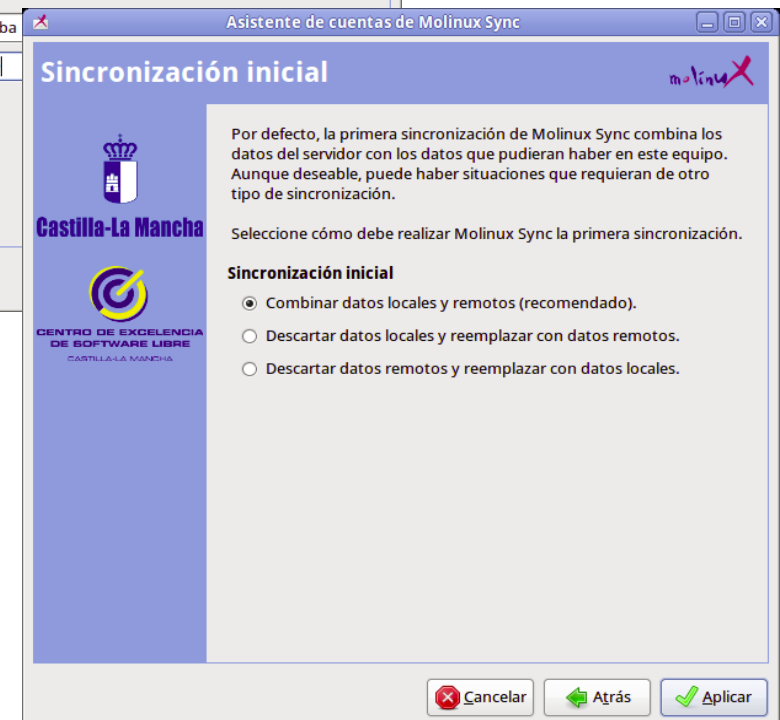 ba
Asistente de cuentas de Molinux Sync
Sincronización inicial
molinux
Castilla-La Mancha
CENTRO DE EXCELENCIA
DE SOFTWARE LIBRE
CASTILLA-LA MANCHA
Por defecto, la primera sincronización de Molinux Sync combina los
datos del servidor con los datos que pudieran haber en este equipo.
Aunque deseable, puede haber situaciones que requieran de otro
tipo de sincronización.
Seleccione cómo debe realizar Molinux Sync la primera sincronización.
Sincronización inicial
Combinar datos locales y remotos (recomendado).
Descartar datos locales y reemplazar con datos remotos.
Descartar datos remotos y reemplazar con datos locales.
Cancelar
Atrás
Aplicar